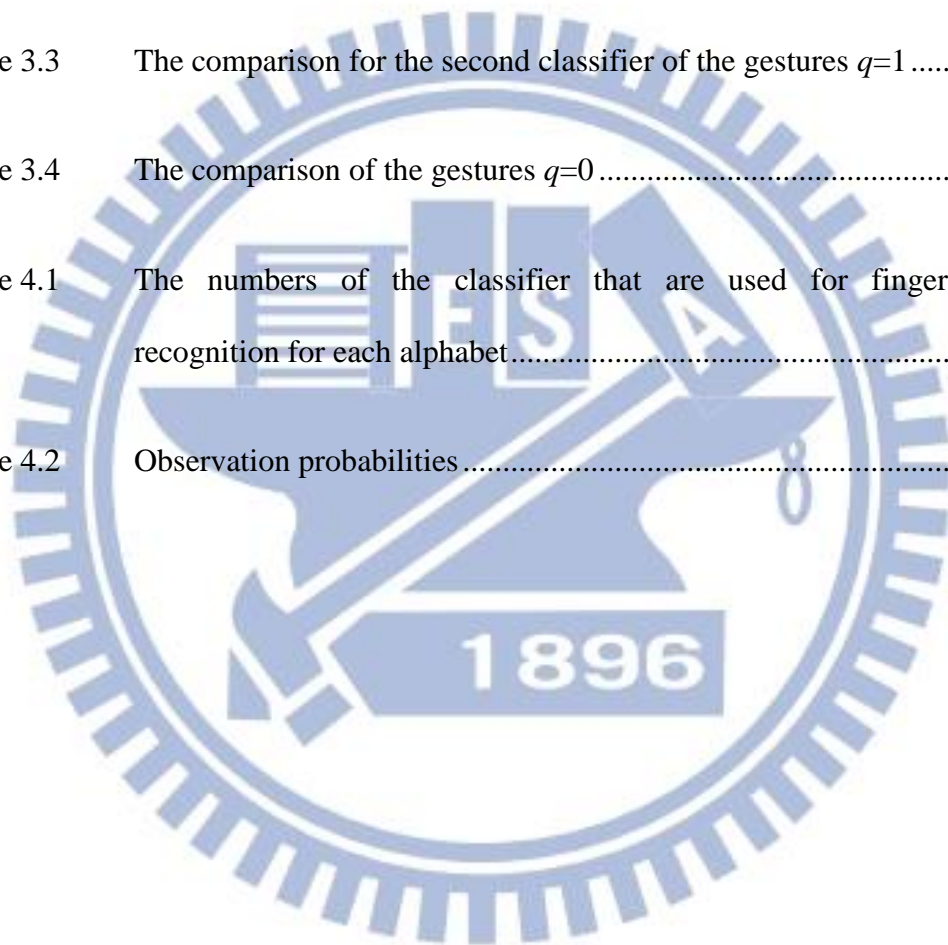 e 3.3 The comparison for the second classifier of the gestures q=1.....
e 3.4 The comparison of the gestures q=0.....................................
e 4.1 The numbers of the classifier that are used for finger
recognition for each alphabet..............................................
e 4.2 Observation probabilities....................................................
E S A
1896